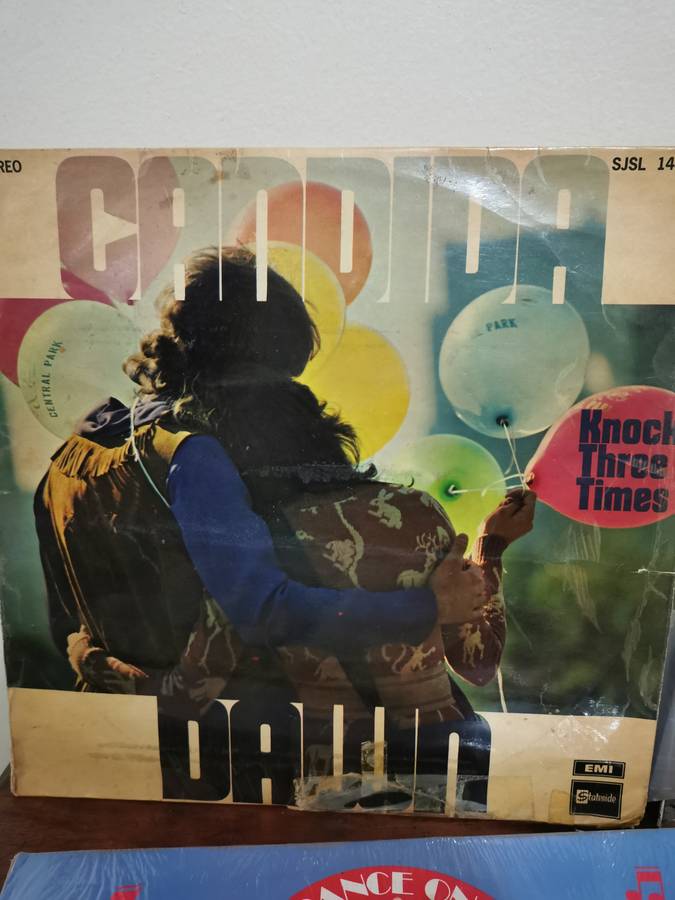 REO
SJSL 14
CANDIDA
CENTRAL PARK
PARK
Knock
Three
Times
DAWN
EMI
Stateside
DANCE ON